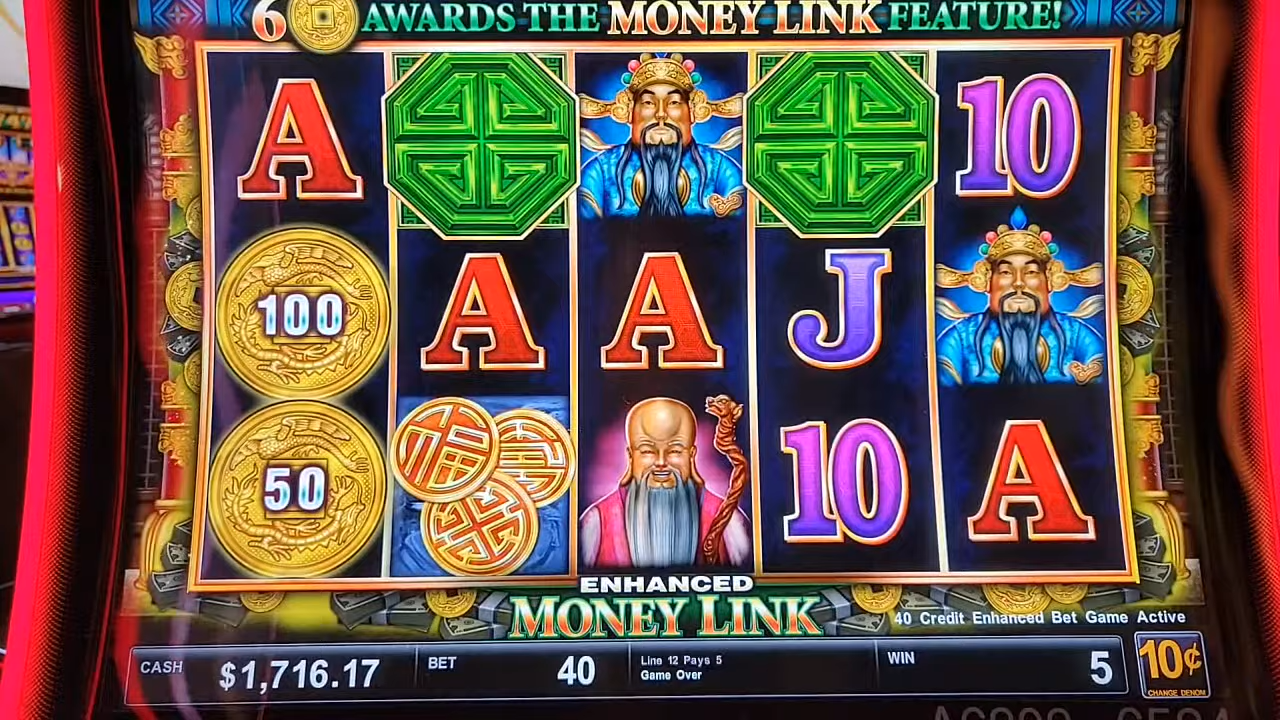 6 AWARDS THE MONEY LINK FEATURE!
A 10
100 A A J
50 10 A
ENHANCED
MONEY LINK
40 Credit Enhanced Bet Game Active
CASH $1,716.17 BET 40 Line 12 Pays 5 WIN 5 10¢
Game Over
CHANGE DENOM